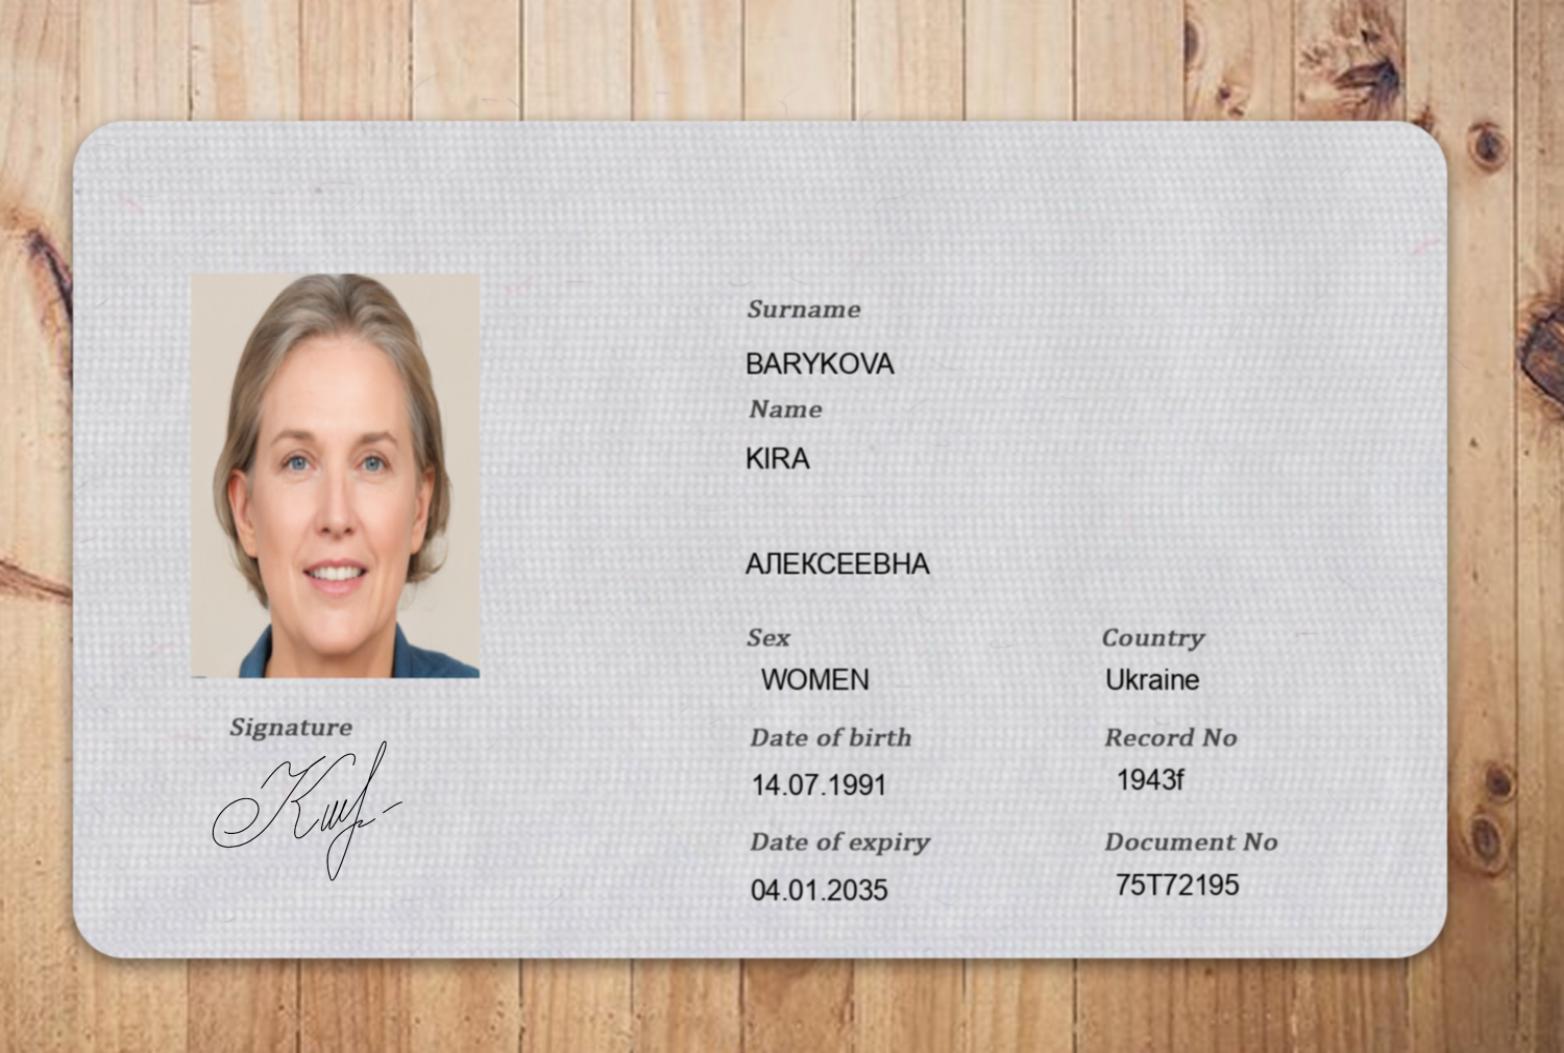 Surname
BARYKOVA
Name
KIRA
АЛЕКСЕЕВНА
Sex
Country
WOMEN
Ukraine
Signature
Date of birth
Record No
14.07.1991
1943f
Date of expiry
Document No
04.01.2035
75T72195